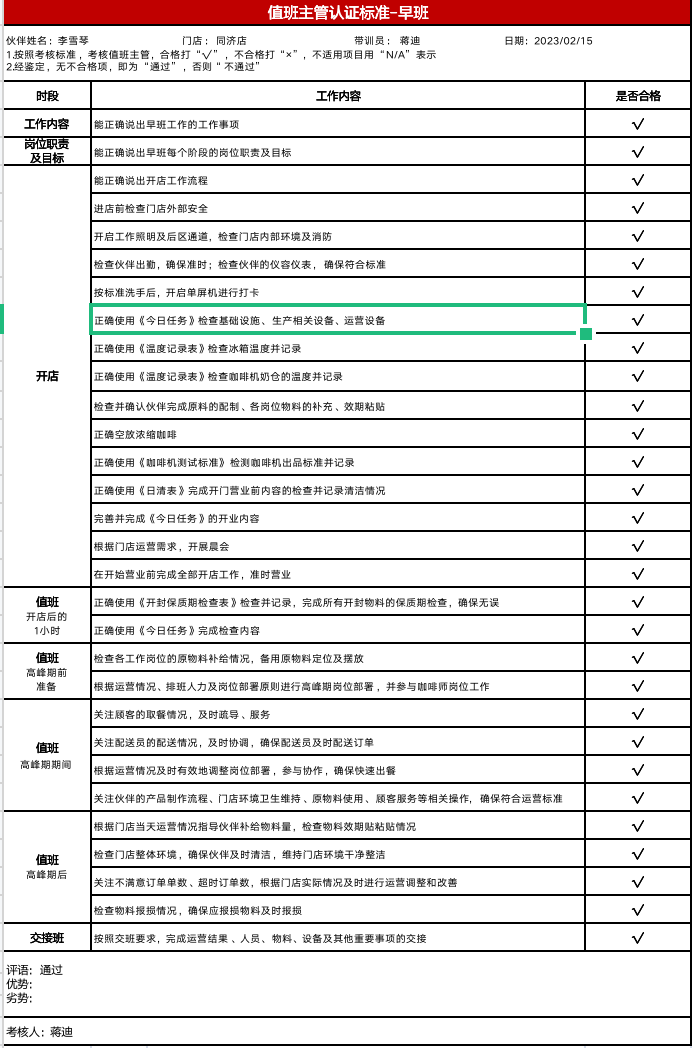 值班主管认证标准-早班
伙伴姓名：李雪琴 门店：同济店 带训员：蒋迪 日期：2023/02/15
1.按照考核标准，考核值班主管，合格打“√”，不合格打“×”，不适用项目用“N/A”表示
2.经鉴定，无不合格项，即为“通过”，否则“不通过”
时段 工作内容 是否合格
工作内容 能正确说出早班工作的工作事项 √
岗位职责
及目标 能正确说出早班每个阶段的岗位职责及目标 √
开店 能正确说出开店工作流程 √
进店前检查门店外部安全 √
开启工作照明及后区通道，检查门店内部环境及消防 √
检查伙伴出勤，确保准时；检查伙伴的仪容仪表，确保符合标准 √
按标准洗手后，开启单屏机进行打卡 √
正确使用《今日任务》检查基础设施、生产相关设备、运营设备 √
正确使用《温度记录表》检查冰箱温度并记录 √
正确使用《温度记录表》检查咖啡机奶仓的温度并记录 √
检查并确认伙伴完成原料的配制、各岗位物料的补充、效期粘贴 √
正确空放浓缩咖啡 √
正确使用《咖啡机测试标准》检测咖啡机出品标准并记录 √
正确使用《日清表》完成开门营业前内容的检查并记录清洁情况 √
完善并完成《今日任务》的开业内容 √
根据门店运营需求，开展晨会 √
在开始营业前完成全部开店工作，准时营业 √
值班
开店后的
1小时 正确使用《开封保质期检查表》检查并记录，完成所有开封物料的保质期检查，确保无误 √
正确使用《今日任务》完成检查内容 √
值班
高峰期前
准备 检查各工作岗位的原物料补给情况，备用原物料定位及摆放 √
根据运营情况、排班人力及岗位部署原则进行高峰期岗位部署，并参与咖啡师岗位工作 √
值班
高峰期期间 关注顾客的取餐情况，及时疏导、服务 √
关注配送员的配送情况，及时协调，确保配送员及时配送订单 √
根据运营情况及时有效地调整岗位部署，参与协作，确保快速出餐 √
关注伙伴的产品制作流程、门店环境卫生维持、原物料使用、顾客服务等相关操作，确保符合运营标准 √
值班
高峰期后 根据门店当天运营情况指导伙伴补给物料量，检查物料效期贴粘贴情况 √
检查门店整体环境，确保伙伴及时清洁，维持门店环境干净整洁 √
关注不满意订单单数、超时订单数，根据门店实际情况及时进行运营调整和改善 √
检查物料报损情况，确保应报损物料及时报损 √
交接班 按照交班要求，完成运营结果、人员、物料、设备及其他重要事项的交接 √
评语：通过
优势：
劣势：
考核人：蒋迪